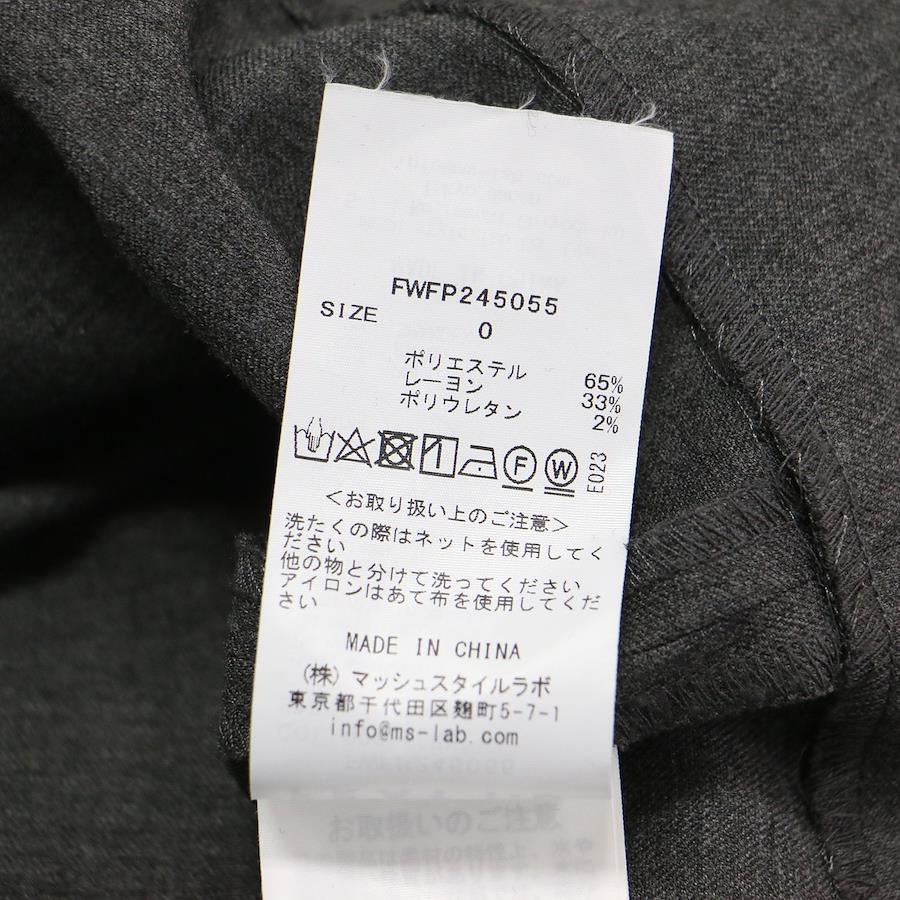 FWFP245055
SIZE 0
ポリエステル 65%
レーヨン 33%
ポリウレタン 2%
F W E023
<お取り扱い上のご注意>
洗たくの際はネットを使用してく
ださい
他の物と分けて洗ってください
アイロンはあて布を使用してくだ
さい
MADE IN CHINA
(株) マッシュスタイルラボ
東京都千代田区麹町5-7-1
info@ms-lab.com
お取扱いのご注意